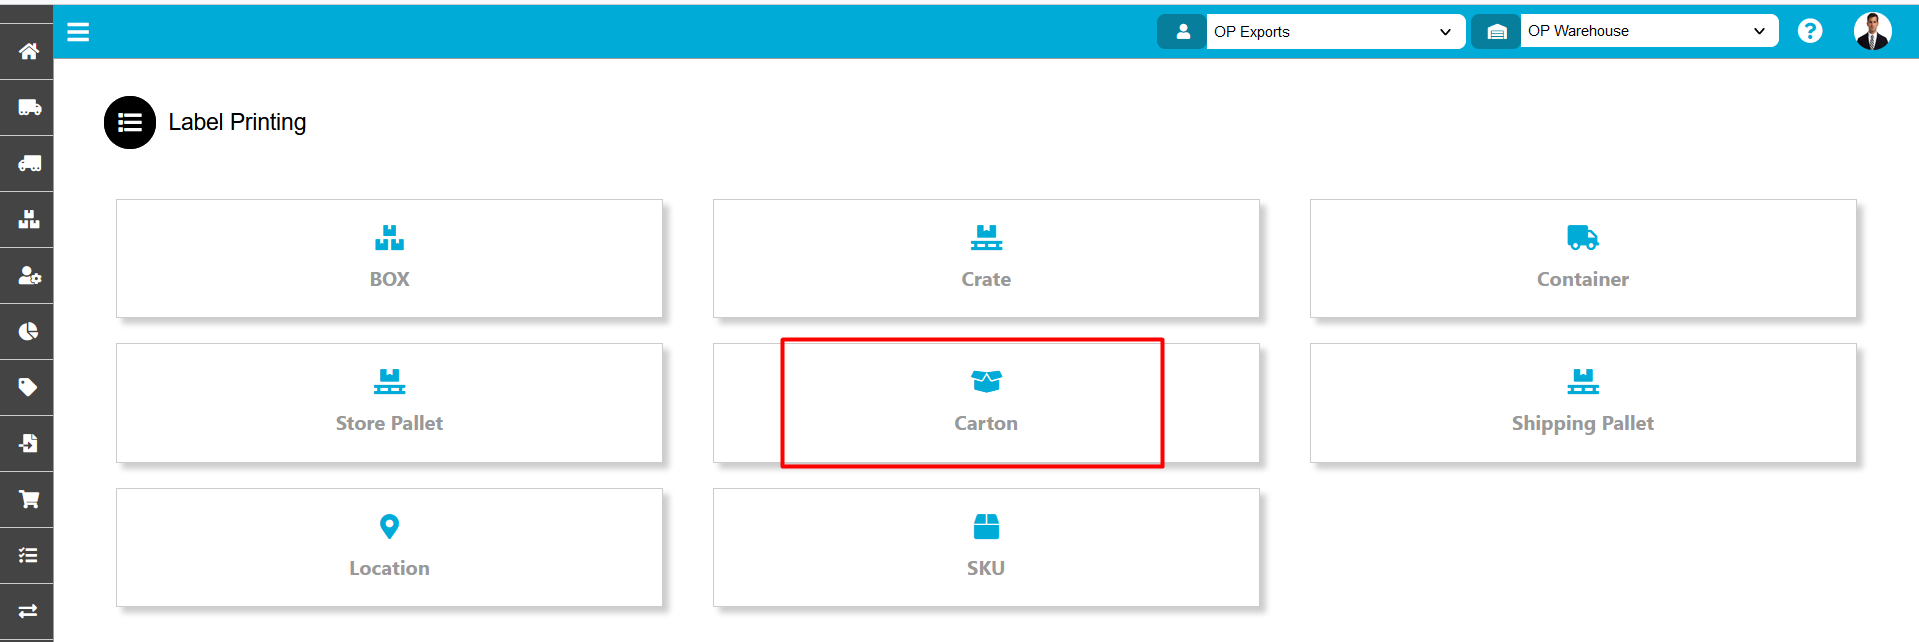 OP Exports
OP Warehouse
Label Printing
BOX
Crate
Container
Store Pallet
Carton
Shipping Pallet
Location
SKU